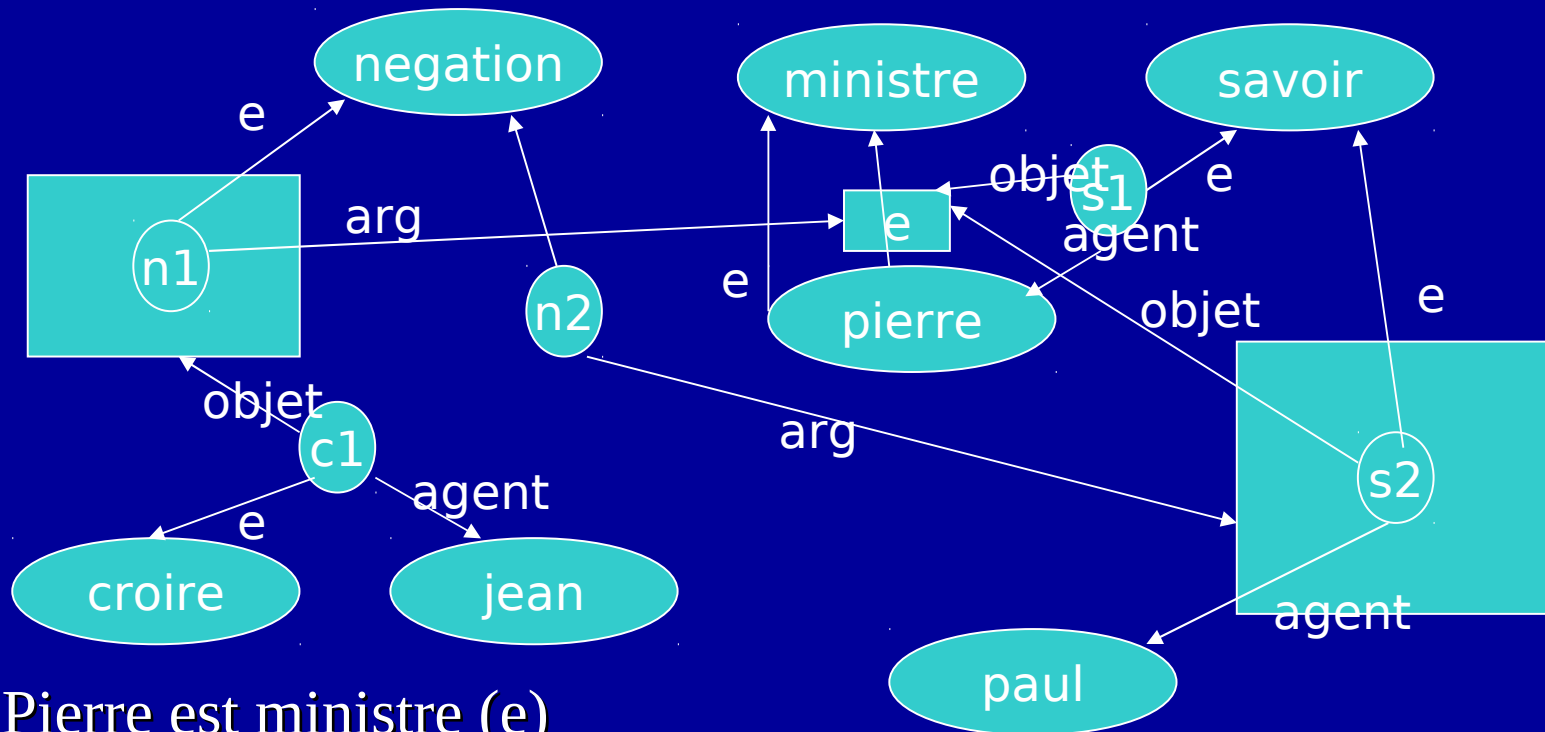 negation
ministre
savoir
e
objet
s1
e
arg
e
agent
n1
e
n2
pierre
objet
e
objet
arg
c1
s2
agent
e
croire
jean
agent
paul
Pierre est ministre (e)